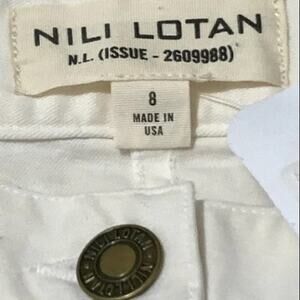 NILI LOTAN
N.L. (ISSUE - 2609988)
8
MADE IN
USA
NILI LOTAN
NILI LOTAN